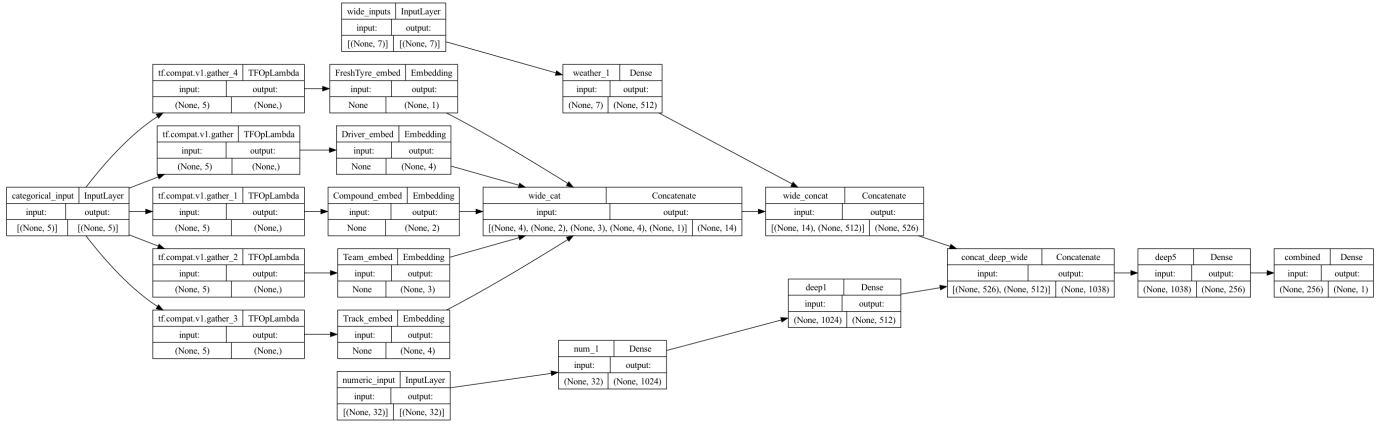 wide_inputs InputLayer
input: output:
[(None, 7)] [(None, 7)]
tf.compat.v1.gather_4 TFOpLambda
input: output:
(None, 5) (None,)
FreshTyre_embed Embedding
input: output:
None (None, 1)
weather_1 Dense
input: output:
(None, 7) (None, 512)
tf.compat.v1.gather TFOpLambda
input: output:
(None, 5) (None,)
Driver_embed Embedding
input: output:
None (None, 4)
categorical_input InputLayer
input: output:
[(None, 5)] [(None, 5)]
tf.compat.v1.gather_1 TFOpLambda
input: output:
(None, 5) (None,)
Compound_embed Embedding
input: output:
None (None, 2)
wide_cat Concatenate
input: output:
[(None, 4), (None, 2), (None, 3), (None, 4), (None, 1)] (None, 14)
wide_concat Concatenate
input: output:
[(None, 14), (None, 512)] (None, 526)
tf.compat.v1.gather_2 TFOpLambda
input: output:
(None, 5) (None,)
Team_embed Embedding
input: output:
None (None, 3)
concat_deep_wide Concatenate
input: output:
[(None, 526), (None, 512)] (None, 1038)
deep5 Dense
input: output:
(None, 1038) (None, 256)
combined Dense
input: output:
(None, 256) (None, 1)
deep1 Dense
input: output:
(None, 1024) (None, 512)
tf.compat.v1.gather_3 TFOpLambda
input: output:
(None, 5) (None,)
Track_embed Embedding
input: output:
None (None, 4)
num_1 Dense
input: output:
(None, 32) (None, 1024)
numeric_input InputLayer
input: output:
[(None, 32)] [(None, 32)]